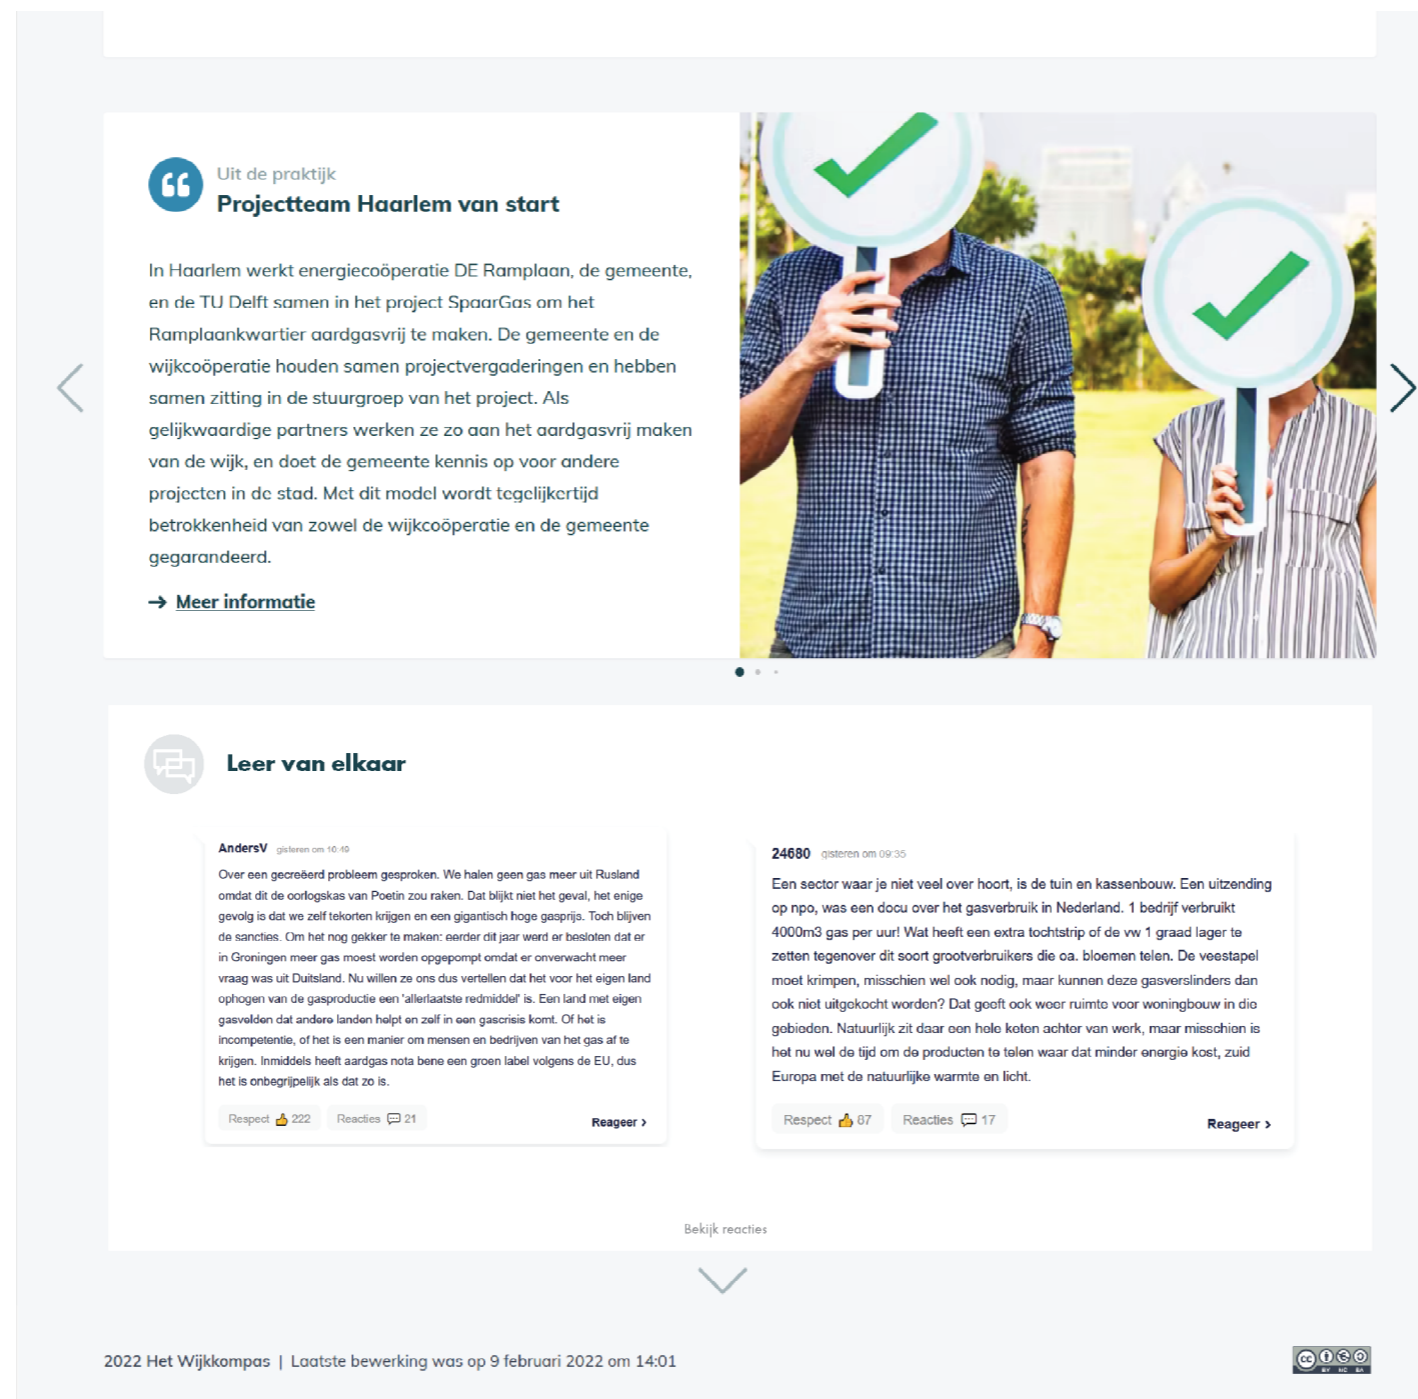 Uit de praktijk
Projectteam Haarlem van start
In Haarlem werkt energiecoöperatie DE Ramplaan, de gemeente,
en de TU Delft samen in het project SpaarGas om het
Ramplaankwartier aardgasvrij te maken. De gemeente en de
wijkcoöperatie houden samen projectvergaderingen en hebben
samen zitting in de stuurgroep van het project. Als
gelijkwaardige partners werken ze zo aan het aardgasvrij maken
van de wijk, en doet de gemeente kennis op voor andere
projecten in de stad. Met dit model wordt tegelijkertijd
betrokkenheid van zowel de wijkcoöperatie en de gemeente
gegarandeerd.
→ Meer informatie
Leer van elkaar
AndersV gisteren om 10:49
Over een gecreëerd probleem gesproken. We halen geen gas meer uit Rusland
omdat dit de oorlogskas van Poetin zou raken. Dat blijkt niet het geval, het enige
gevolg is dat we zelf tekorten krijgen en een gigantisch hoge gasprijs. Toch blijven
de sancties. Om het nog gekker te maken: eerder dit jaar werd er besloten dat er
in Groningen meer gas moest worden opgepompt omdat er onverwacht meer
vraag was uit Duitsland. Nu willen ze ons dus vertellen dat het voor het eigen land
ophogen van de gasproductie een 'allerlaatste redmiddel' is. Een land met eigen
gasvelden dat andere landen helpt en zelf in een gascrisis komt. Of het is
incompetentie, of het is een manier om mensen en bedrijven van het gas af te
krijgen. Inmiddels heeft aardgas nota bene een groen label volgens de EU, dus
het is onbegrijpelijk als dat zo is.
Respect 👍 222 Reacties 💬 21 Reageer ›
24680 gisteren om 09:35
Een sector waar je niet veel over hoort, is de tuin en kassenbouw. Een uitzending
op npo, was een docu over het gasverbruik in Nederland. 1 bedrijf verbruikt
4000m3 gas per uur! Wat heeft een extra tochtstrip of de vw 1 graad lager te
zetten tegenover dit soort grootverbruikers die oa. bloemen telen. De veestapel
moet krimpen, misschien wel ook nodig, maar kunnen deze gasverslinders dan
ook niet uitgekocht worden? Dat geeft ook weer ruimte voor woningbouw in die
gebieden. Natuurlijk zit daar een hele keten achter van werk, maar misschien is
het nu wel de tijd om de producten te telen waar dat minder energie kost, zuid
Europa met de natuurlijke warmte en licht.
Respect 👍 87 Reacties 💬 17 Reageer ›
Bekijk reacties
2022 Het Wijkkompas | Laatste bewerking was op 9 februari 2022 om 14:01
cc
BY NC SA